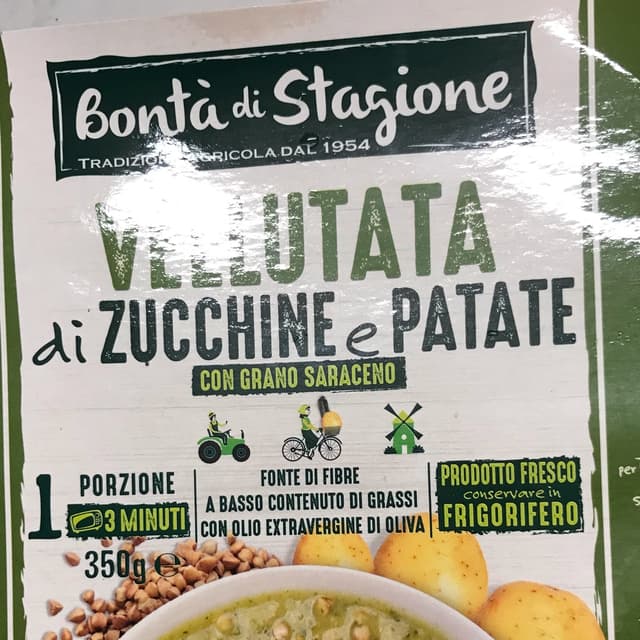 Bontà di Stagione
TRADIZIONE AGRICOLA DAL 1954
VELLUTATA
di ZUCCHINE e PATATE
CON GRANO SARACENO
1 PORZIONE
3 MINUTI
350g e
FONTE DI FIBRE
A BASSO CONTENUTO DI GRASSI
CON OLIO EXTRAVERGINE DI OLIVA
PRODOTTO FRESCO
conservare in
FRIGORIFERO
per